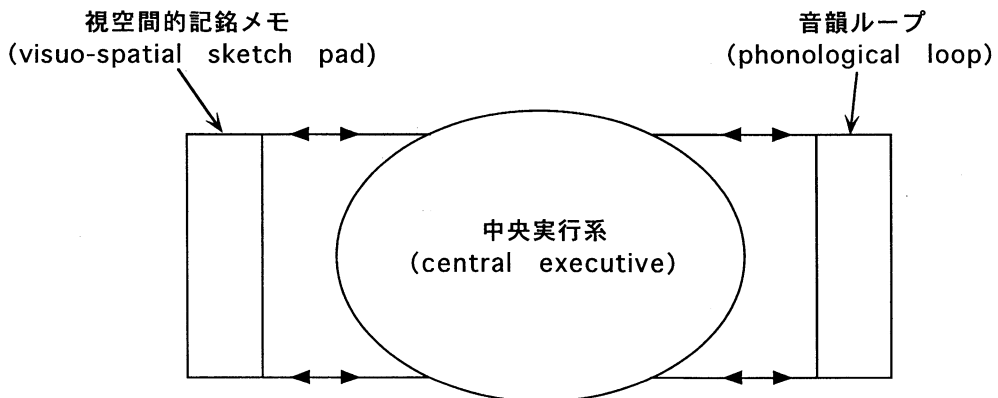 視空間的記銘メモ
(visuo-spatial sketch pad)
音韻ループ
(phonological loop)
中央実行系
(central executive)